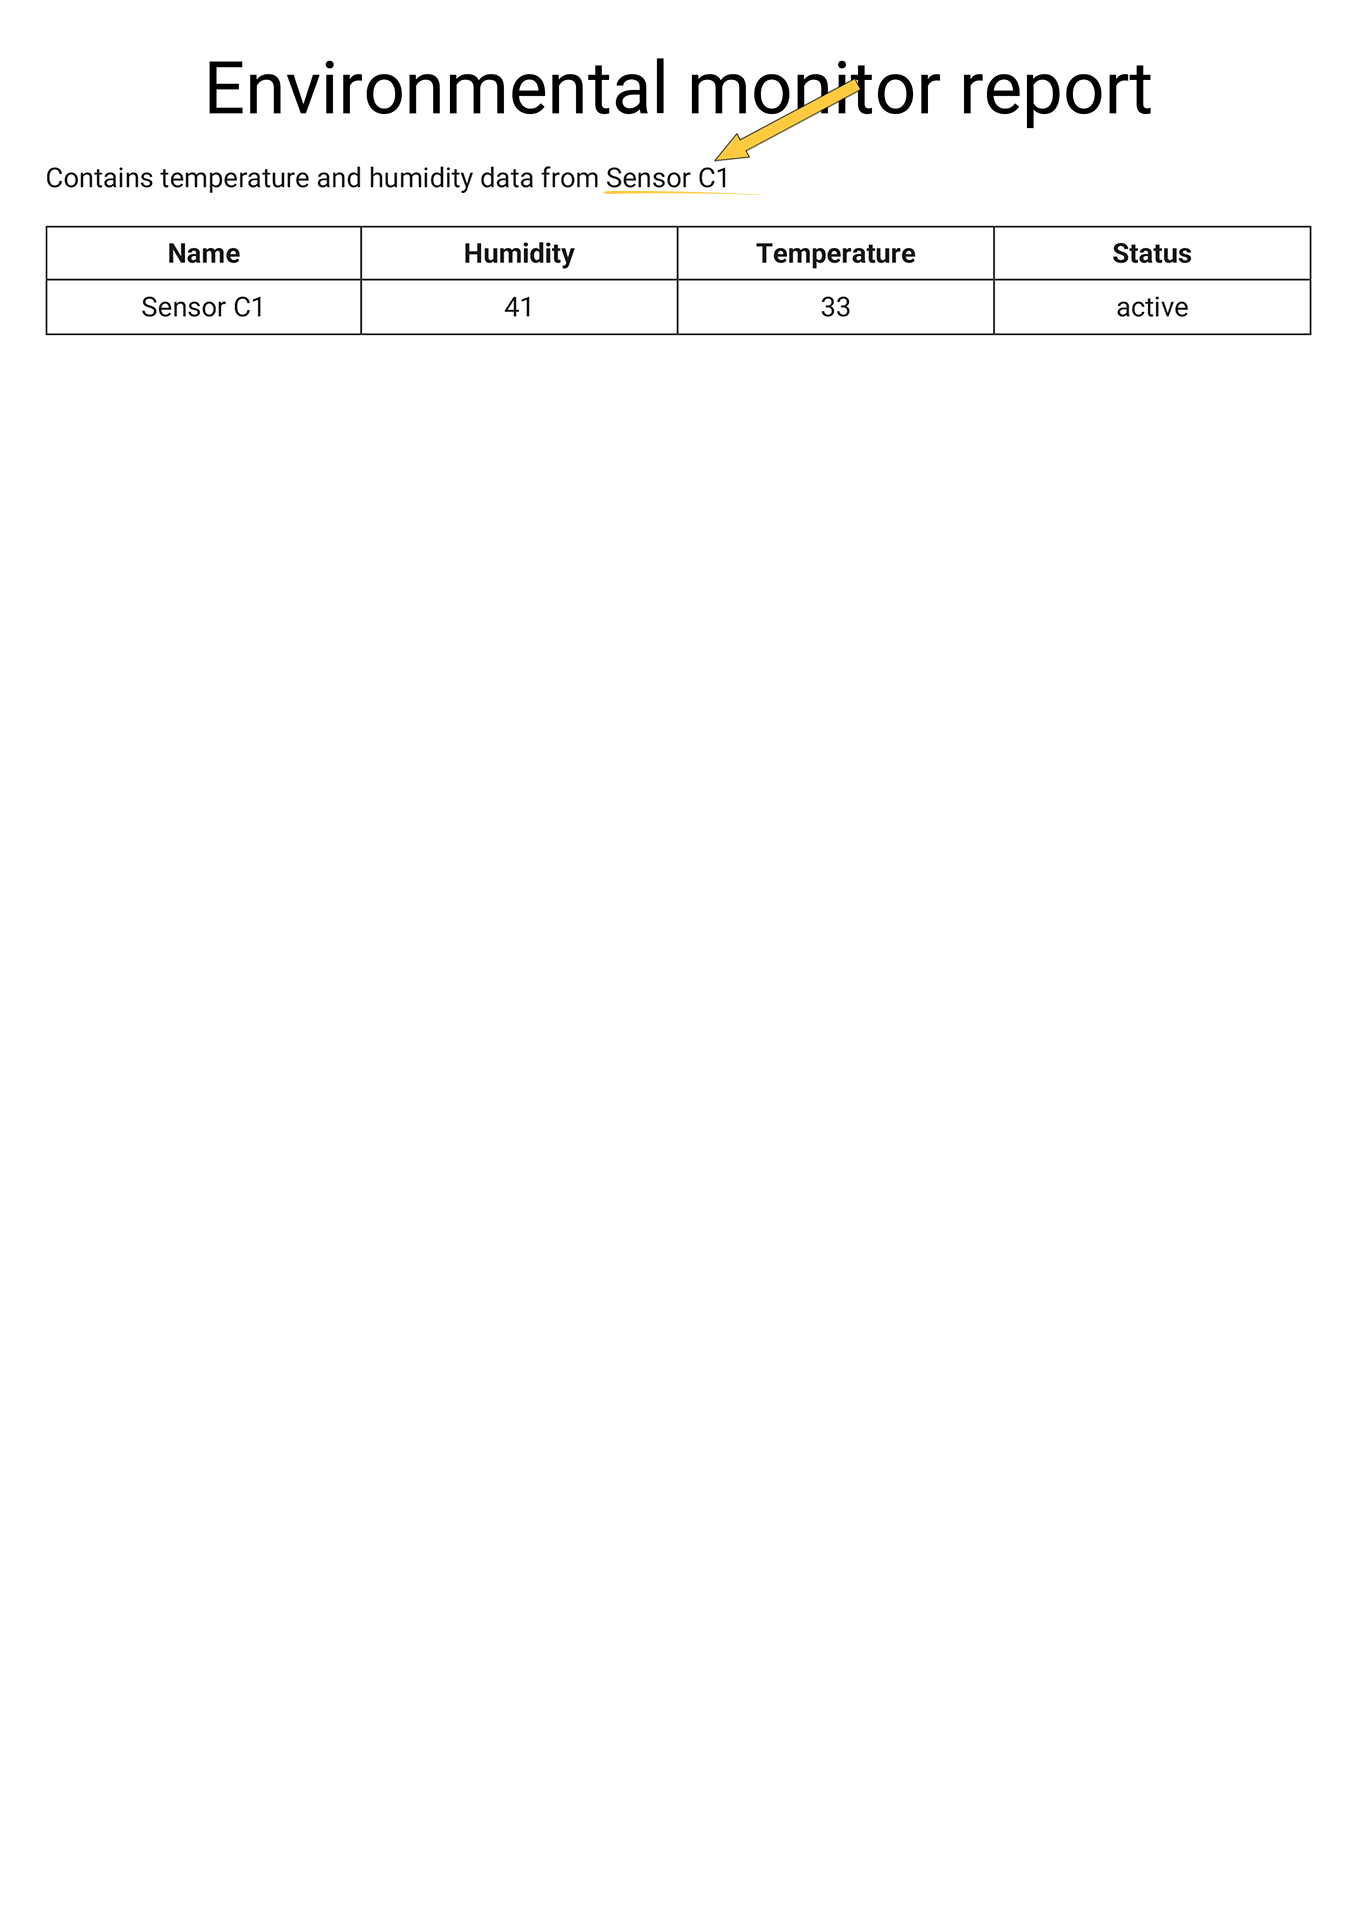 Environmental monitor report
Contains temperature and humidity data from Sensor C1
Name Humidity Temperature Status
Sensor C1 41 33 active